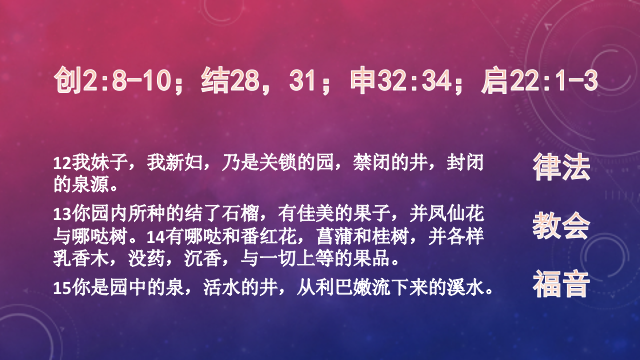 创2:8-10；结28，31；申32:34；启22:1-3
12我妹子，我新妇，乃是关锁的园，禁闭的井，封闭
的泉源。
13你园内所种的结了石榴，有佳美的果子，并凤仙花
与哪哒树。14有哪哒和番红花，菖蒲和桂树，并各样
乳香木，没药，沉香，与一切上等的果品。
15你是园中的泉，活水的井，从利巴嫩流下来的溪水。
律法
教会
福音